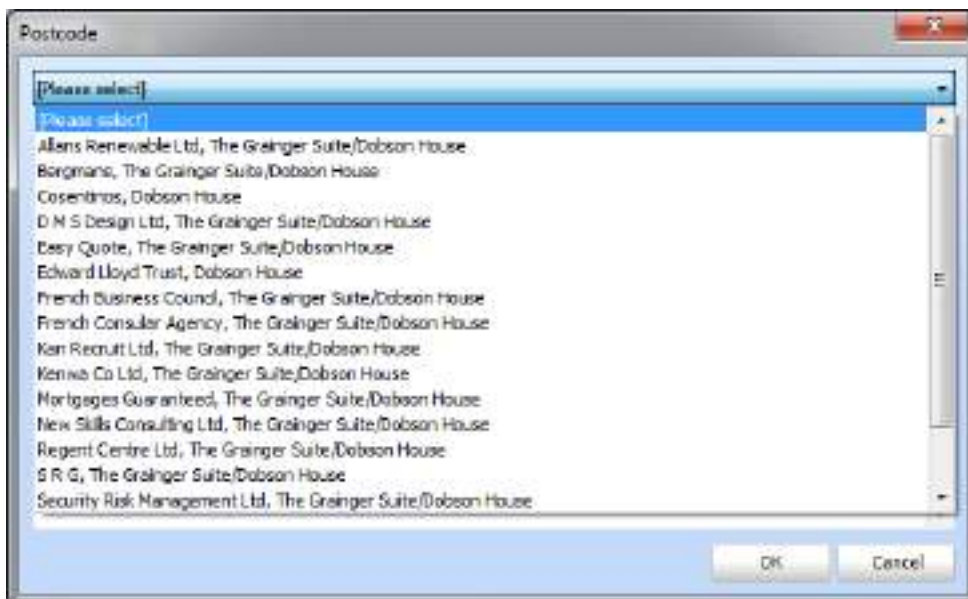 Postcode
[Please select]
[Please select]
Allans Renewable Ltd, The Grainger Suite/Dobson House
Bergmans, The Grainger Suite/Dobson House
Cosentinos, Dobson House
D M S Design Ltd, The Grainger Suite/Dobson House
Easy Quote, The Grainger Suite/Dobson House
Edward Lloyd Trust, Dobson House
French Business Council, The Grainger Suite/Dobson House
French Consular Agency, The Grainger Suite/Dobson House
Kan Recruit Ltd, The Grainger Suite/Dobson House
Keniwa Co Ltd, The Grainger Suite/Dobson House
Mortgages Guaranteed, The Grainger Suite/Dobson House
New Skills Consulting Ltd, The Grainger Suite/Dobson House
Regent Centre Ltd, The Grainger Suite/Dobson House
S R G, The Grainger Suite/Dobson House
Security Risk Management Ltd, The Grainger Suite/Dobson House
OK
Cancel